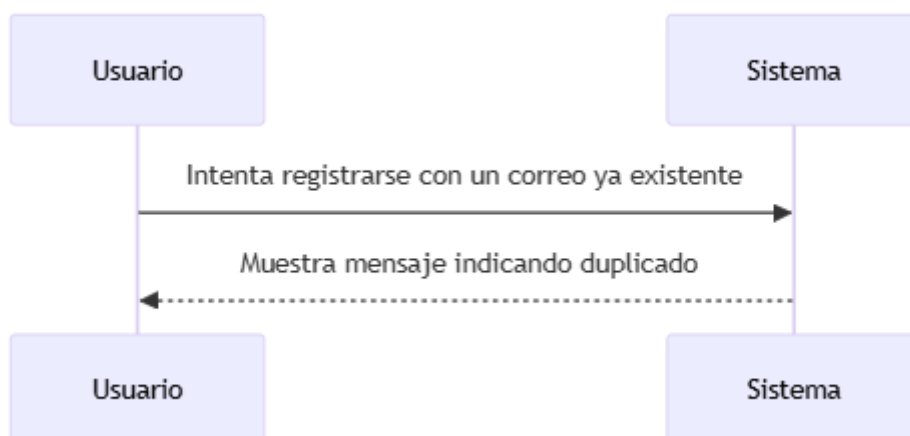 Usuario
Sistema
Intenta registrarse con un correo ya existente
Muestra mensaje indicando duplicado
Usuario
Sistema